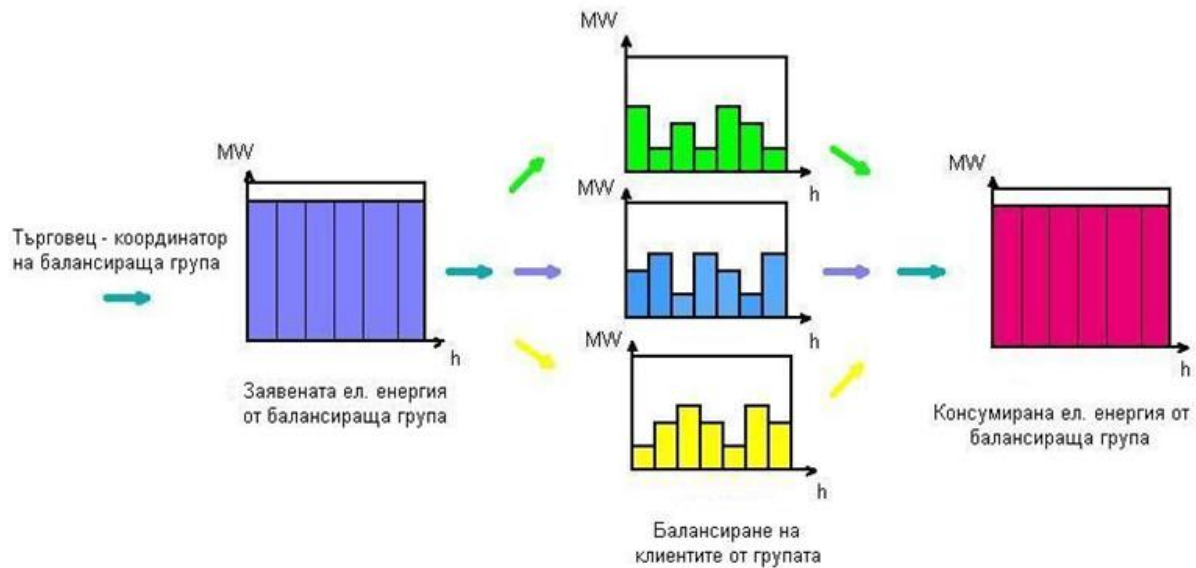 Търговец - координатор
на балансираща група
MW
h
Заявената ел. енергия
от балансираща група
MW
h
MW
h
MW
h
Балансиране на
клиентите от групата
MW
h
Консумирана ел. енергия от
балансираща група